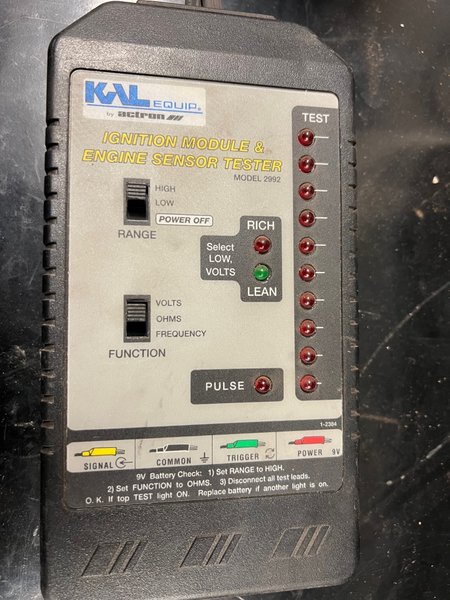 KAL EQUIP.®
by actron
IGNITION MODULE &
ENGINE SENSOR TESTER
MODEL 2992
TEST
HIGH
LOW
POWER OFF
RANGE
RICH
Select
LOW,
VOLTS
LEAN
VOLTS
OHMS
FREQUENCY
FUNCTION
PULSE
1-2304
SIGNAL
COMMON
TRIGGER
POWER 9V
9V Battery Check: 1) Set RANGE to HIGH.
2) Set FUNCTION to OHMS. 3) Disconnect all test leads.
O. K. If top TEST light ON. Replace battery if another light is on.